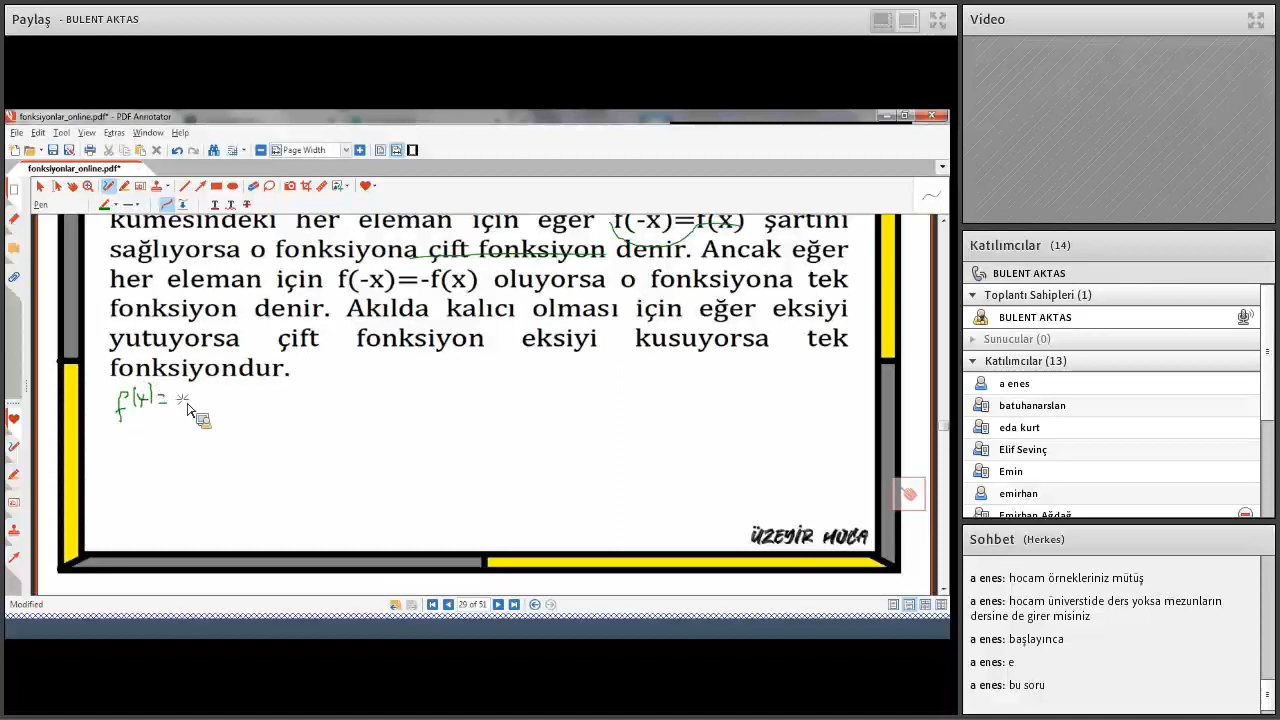 Paylaş - BULENT AKTAS
Video
fonksiyonlar_online.pdf* - PDF Annotator
File Edit Tool View Extras Window Help
Page Width
fonksiyonlar_online.pdf*
Pen
kümesindeki her eleman için eğer f(-x)=f(x) şartını
sağlıyorsa o fonksiyona çift fonksiyon denir. Ancak eğer
her eleman için f(-x)=-f(x) oluyorsa o fonksiyona tek
fonksiyon denir. Akılda kalıcı olması için eğer eksiyi
yutuyorsa çift fonksiyon eksiyi kusuyorsa tek
fonksiyondur.
f(x)=
ÜZEYİR HOCA
Modified
29 of 51
Katılımcılar (14)
BULENT AKTAS
Toplantı Sahipleri (1)
BULENT AKTAS
Sunucular (0)
Katılımcılar (13)
a enes
batuhanarslan
eda kurt
Elif Sevinç
Emin
emirhan
Emirhan Ağdağ
Sohbet (Herkes)
a enes: hocam örnekleriniz mütüş
a enes: hocam üniverstide ders yoksa mezunların
dersine de girer misiniz
a enes: başlayınca
a enes: e
a enes: bu soru